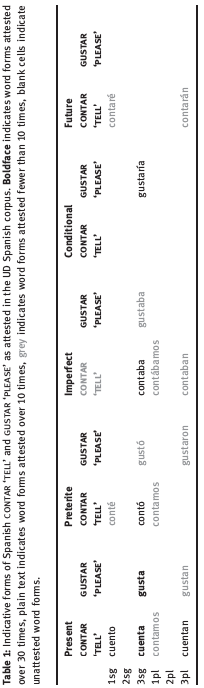 Table 1: Indicative forms of Spanish CONTAR ‘TELL’ and GUSTAR ‘PLEASE’ as attested in the UD Spanish corpus. Boldface indicates word forms attested
over 30 times, plain text indicates word forms attested over 10 times, grey indicates word forms attested fewer than 10 times, blank cells indicate
unattested word forms.
Present Preterite Imperfect Conditional Future
CONTAR GUSTAR CONTAR GUSTAR CONTAR GUSTAR CONTAR GUSTAR CONTAR GUSTAR
‘TELL’ ‘PLEASE’ ‘TELL’ ‘PLEASE’ ‘TELL’ ‘PLEASE’ ‘TELL’ ‘PLEASE’ ‘TELL’ ‘PLEASE’
1sg cuento conté contaré
2sg
3sg cuenta gusta contó gustó contaba gustaba gustaría
1pl contamos contamos contábamos
2pl
3pl cuentan gustan gustaron contaban contarán